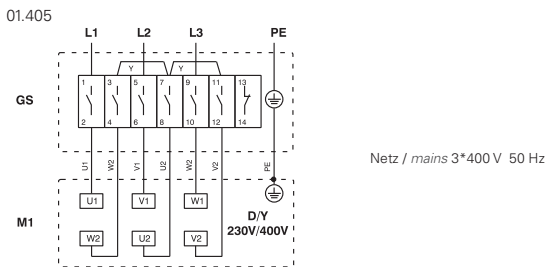 01.405
L1 L2 L3 PE
Y Y
1 3 5 7 9 11 13
GS
2 4 6 8 10 12 14
Netz / mains 3*400 V 50 Hz
U1 W2 V1 U2 W2 V2 PE
U1 V1 W1
M1
D/Y
230V/400V
W2 U2 V2